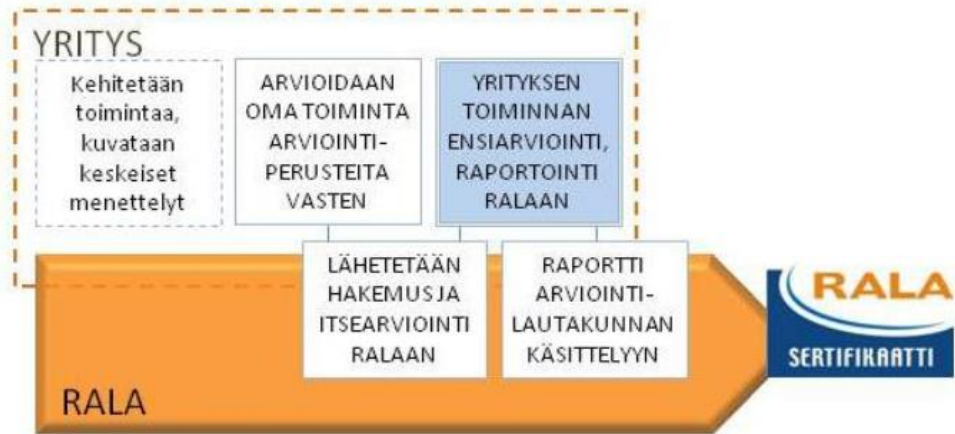 YRITYS
Kehitetään
toimintaa,
kuvataan
keskeiset
menettelyt
ARVIOIDAAN
OMA TOIMINTA
ARVIOINTI-
PERUSTEITA
VASTEN
YRITYKSEN
TOIMINNAN
ENSIARVIOINTI,
RAPORTOINTI
RALAAN
LÄHETETÄÄN
HAKEMUS JA
ITSEARVIOINTI
RALAAN
RAPORTTI
ARVIOINTI-
LAUTAKUNNAN
KÄSITTELYYN
RALA
RALA
SERTIFIKAATTI